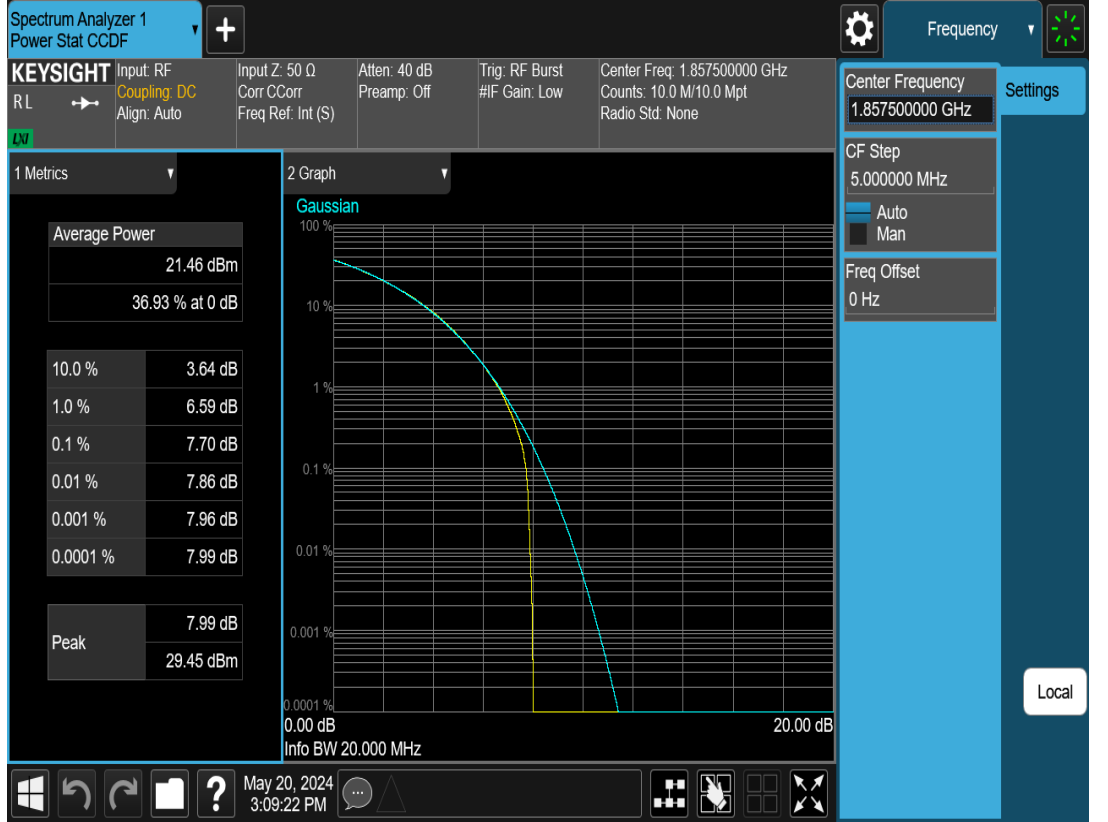 Spectrum Analyzer 1
Power Stat CCDF
+
Frequency
KEYSIGHT
RL
LXI
Input: RF
Coupling: DC
Align: Auto
Input Z: 50 Ω
Corr CCorr
Freq Ref: Int (S)
Atten: 40 dB
Preamp: Off
Trig: RF Burst
#IF Gain: Low
Center Freq: 1.857500000 GHz
Counts: 10.0 M/10.0 Mpt
Radio Std: None
Center Frequency
1.857500000 GHz
Settings
CF Step
5.000000 MHz
Auto
Man
Freq Offset
0 Hz
1 Metrics
Average Power
21.46 dBm
36.93 % at 0 dB
10.0 % 3.64 dB
1.0 % 6.59 dB
0.1 % 7.70 dB
0.01 % 7.86 dB
0.001 % 7.96 dB
0.0001 % 7.99 dB
Peak
7.99 dB
29.45 dBm
2 Graph
Gaussian
100 %
10 %
1 %
0.1 %
0.01 %
0.001 %
0.0001 %
0.00 dB 20.00 dB
Info BW 20.000 MHz
Local
?
May 20, 2024
3:09:22 PM